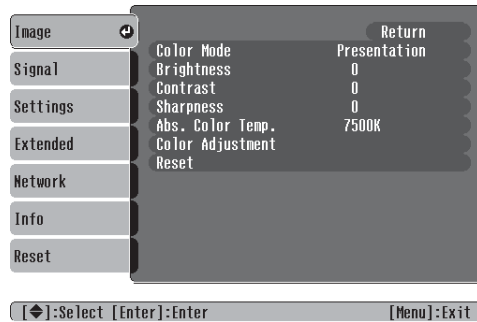 Image
Signal
Settings
Extended
Network
Info
Reset
Return
Color Mode Presentation
Brightness 0
Contrast 0
Sharpness 0
Abs. Color Temp. 7500K
Color Adjustment
Reset
[◆]:Select [Enter]:Enter [Menu]:Exit